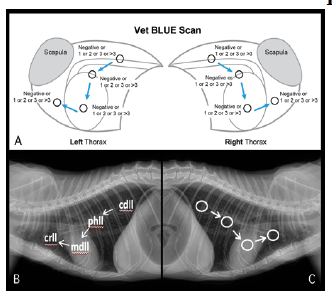 Vet BLUE Scan
Scapula
Negative or
1 or 2 or 3 or >3
Negative or
1 or 2 or 3 or >3
Negative or
1 or 2 or 3 or >3
Negative or
1 or 2 or 3 or >3
Left Thorax
Negative or
1 or 2 or 3 or >3
Scapula
Negative or
1 or 2 or 3 or >3
Negative or
1 or 2 or 3 or >3
Negative or
1 or 2 or 3 or >3
Right Thorax
A
cdll
phll
crll
mdll
B
C